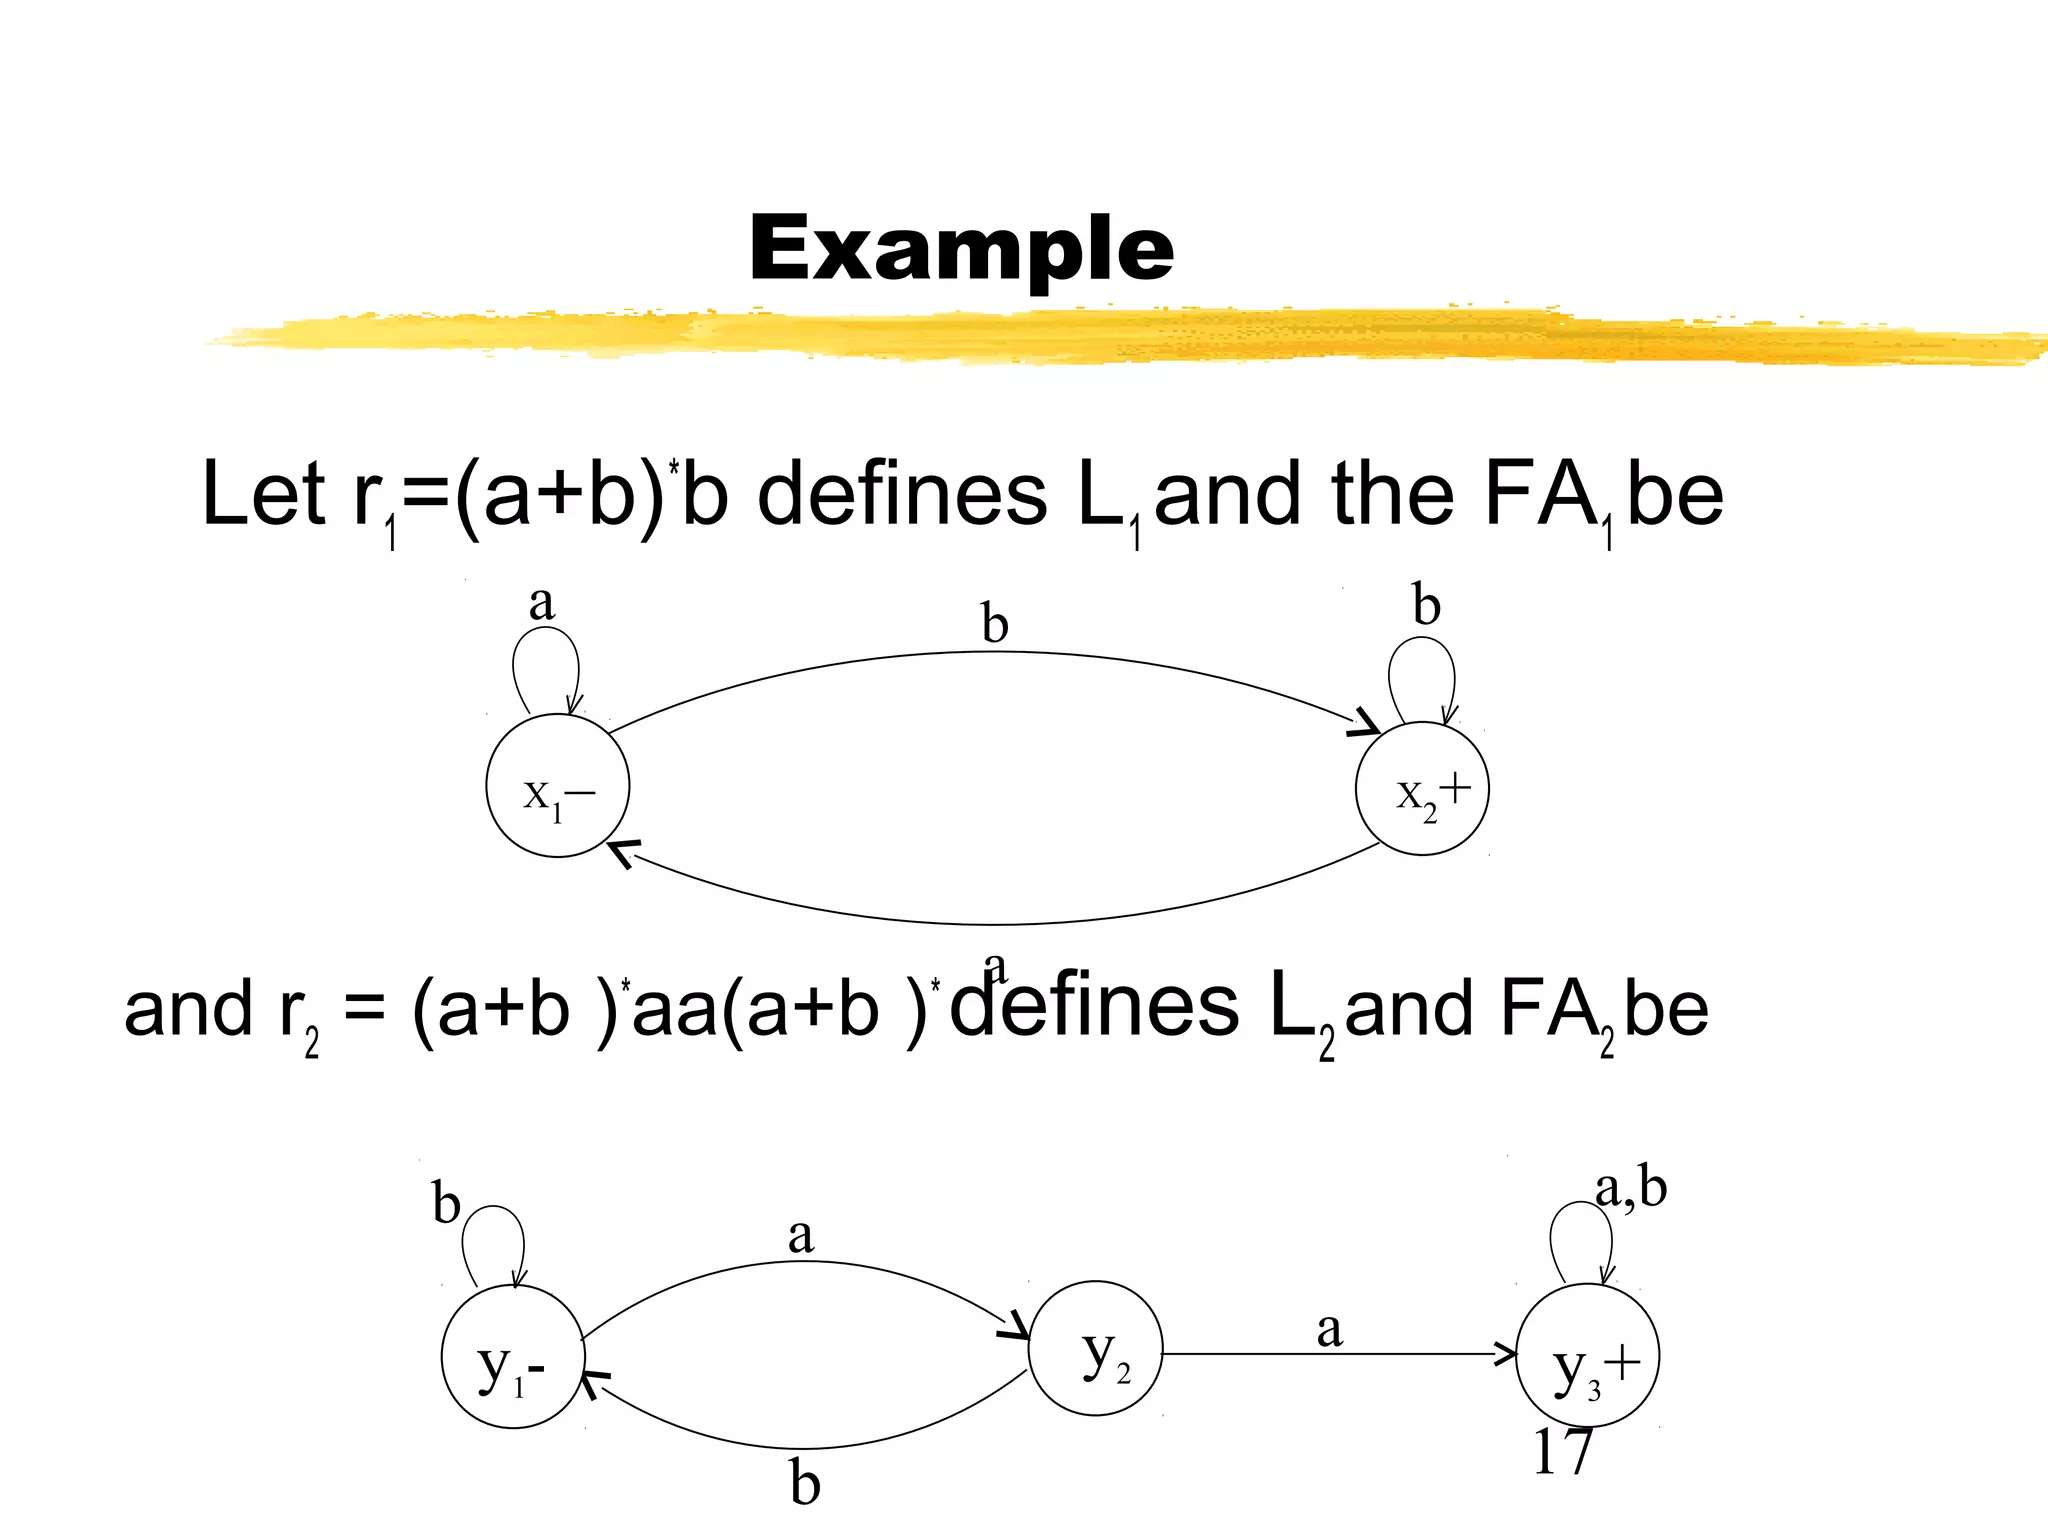 Example
Let r1=(a+b)*b defines L1 and the FA1 be
a
b
b
x1–
x2+
a
and r2 = (a+b )*aa(a+b )* defines L2 and FA2 be
b
a
a,b
a
y1-
y2
y3+
b
17